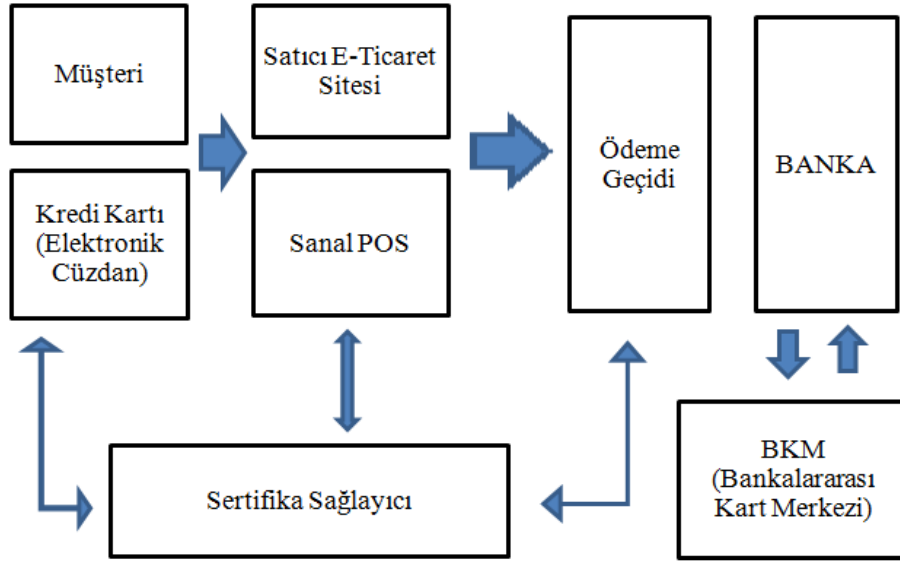 Müşteri
Satıcı E-Ticaret
Sitesi
Ödeme
Geçidi
BANKA
Kredi Kartı
(Elektronik
Cüzdan)
Sanal POS
Sertifika Sağlayıcı
BKM
(Bankalararası
Kart Merkezi)